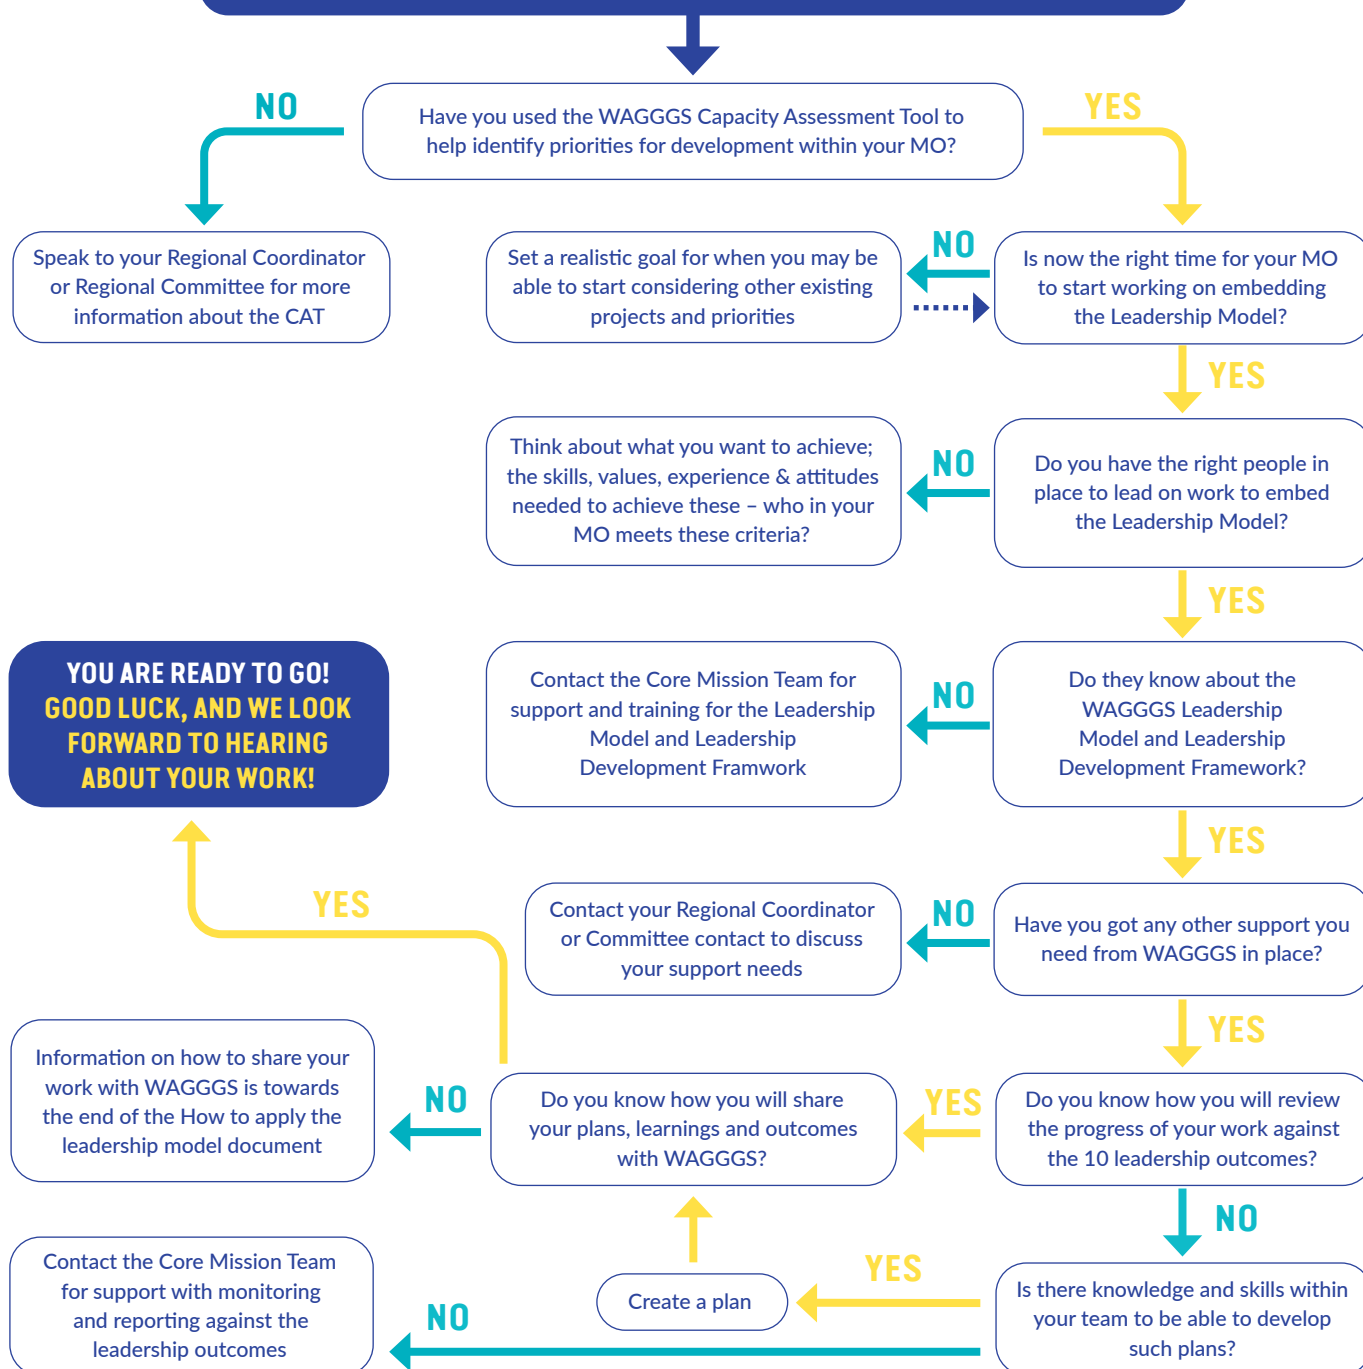 NO
Have you used the WAGGGS Capacity Assessment Tool to
help identify priorities for development within your MO?
YES
Speak to your Regional Coordinator
or Regional Committee for more
information about the CAT
Set a realistic goal for when you may be
able to start considering other existing
projects and priorities
NO
Is now the right time for your MO
to start working on embedding
the Leadership Model?
YES
Think about what you want to achieve;
the skills, values, experience & attitudes
needed to achieve these – who in your
MO meets these criteria?
NO
Do you have the right people in
place to lead on work to embed
the Leadership Model?
YES
YOU ARE READY TO GO!
GOOD LUCK, AND WE LOOK
FORWARD TO HEARING
ABOUT YOUR WORK!
Contact the Core Mission Team for
support and training for the Leadership
Model and Leadership
Development Framwork
NO
Do they know about the
WAGGGS Leadership
Model and Leadership
Development Framework?
YES
YES
Contact your Regional Coordinator
or Committee contact to discuss
your support needs
NO
Have you got any other support you
need from WAGGGS in place?
YES
Information on how to share your
work with WAGGGS is towards
the end of the How to apply the
leadership model document
NO
Do you know how you will share
your plans, learnings and outcomes
with WAGGGS?
YES
Do you know how you will review
the progress of your work against
the 10 leadership outcomes?
NO
Contact the Core Mission Team
for support with monitoring
and reporting against the
leadership outcomes
NO
Create a plan
YES
Is there knowledge and skills within
your team to be able to develop
such plans?